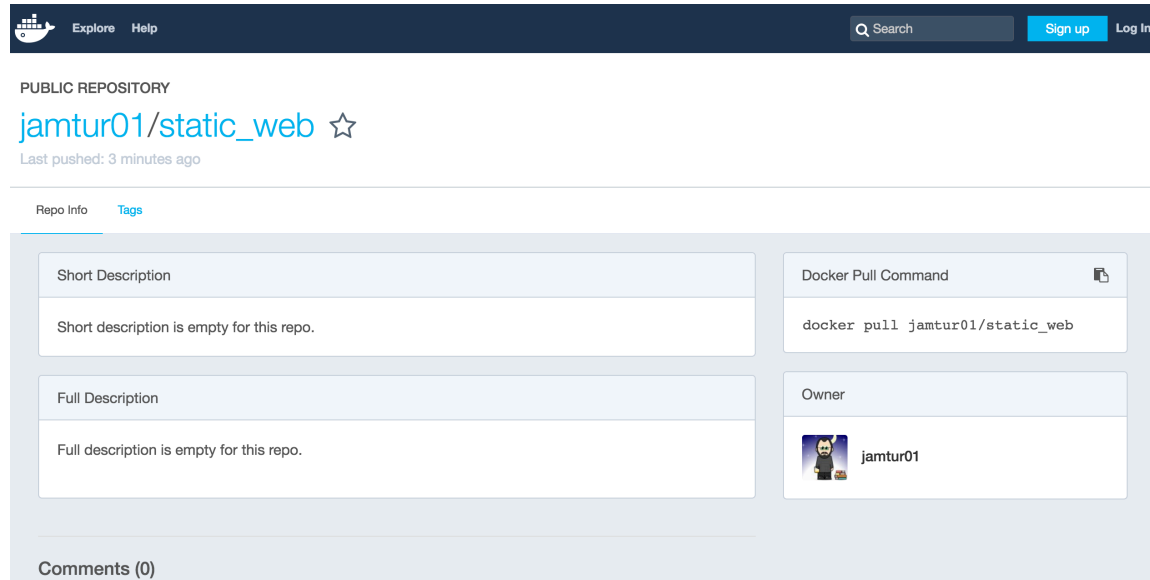 Explore Help Search Sign up Log In
PUBLIC REPOSITORY
jamtur01/static_web
Last pushed: 3 minutes ago
Repo Info Tags
Short Description
Short description is empty for this repo.
Full Description
Full description is empty for this repo.
Docker Pull Command
docker pull jamtur01/static_web
Owner
jamtur01
Comments (0)